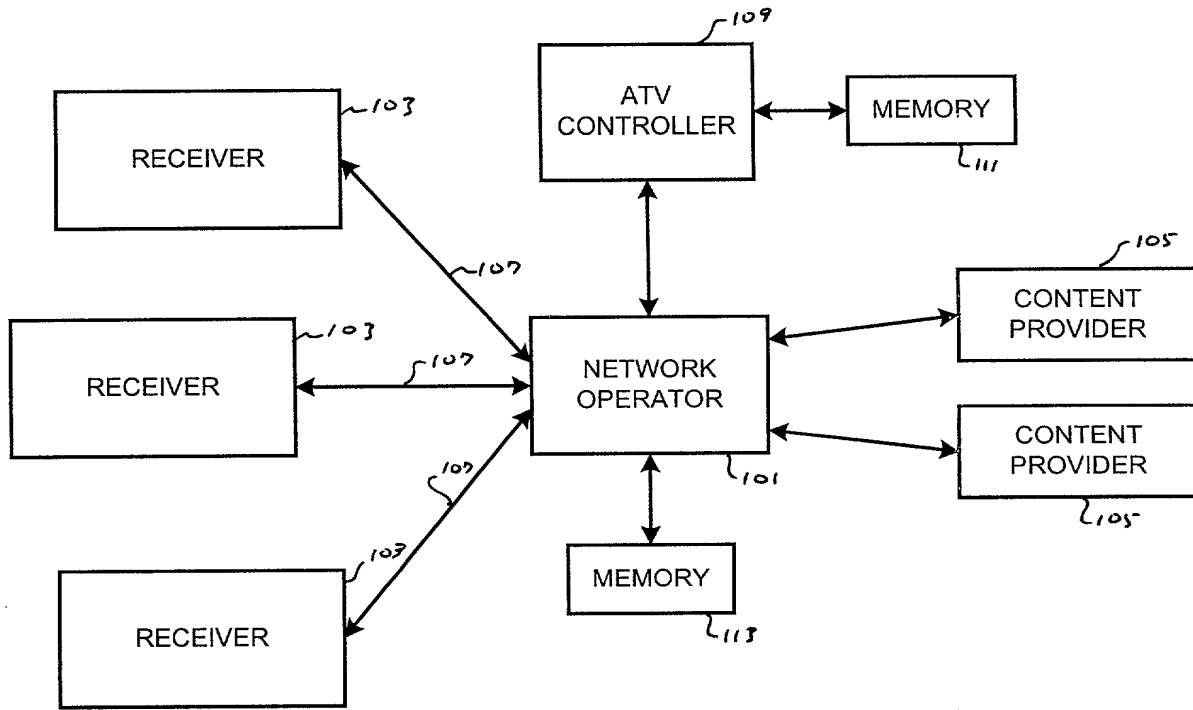 109
ATV
CONTROLLER
MEMORY
111
103
RECEIVER
107
105
CONTENT
PROVIDER
103
RECEIVER
107
NETWORK
OPERATOR
101
CONTENT
PROVIDER
105
107
103
RECEIVER
MEMORY
113